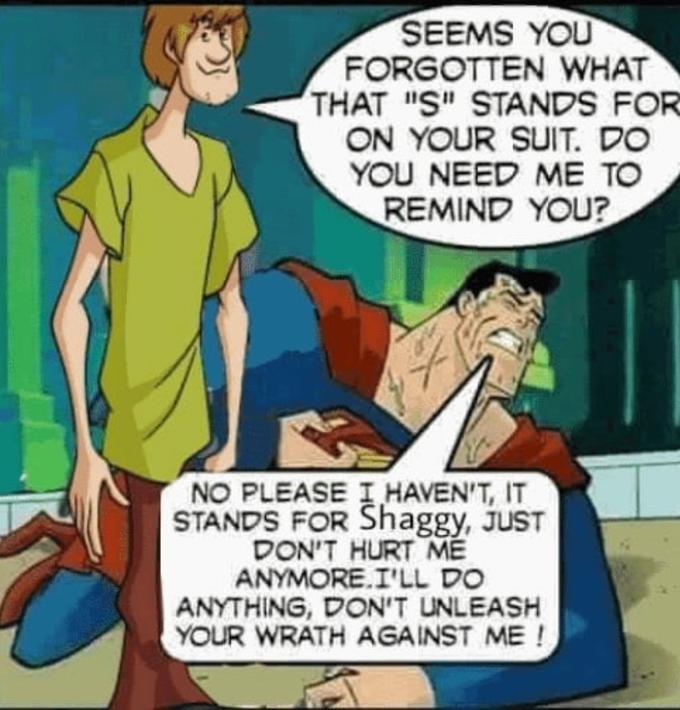 SEEMS YOU
FORGOTTEN WHAT
THAT "S" STANDS FOR
ON YOUR SUIT. DO
YOU NEED ME TO
REMIND YOU?
NO PLEASE I HAVEN'T, IT
STANDS FOR Shaggy, JUST
DON'T HURT ME
ANYMORE.I'LL DO
ANYTHING, DON'T UNLEASH
YOUR WRATH AGAINST ME !